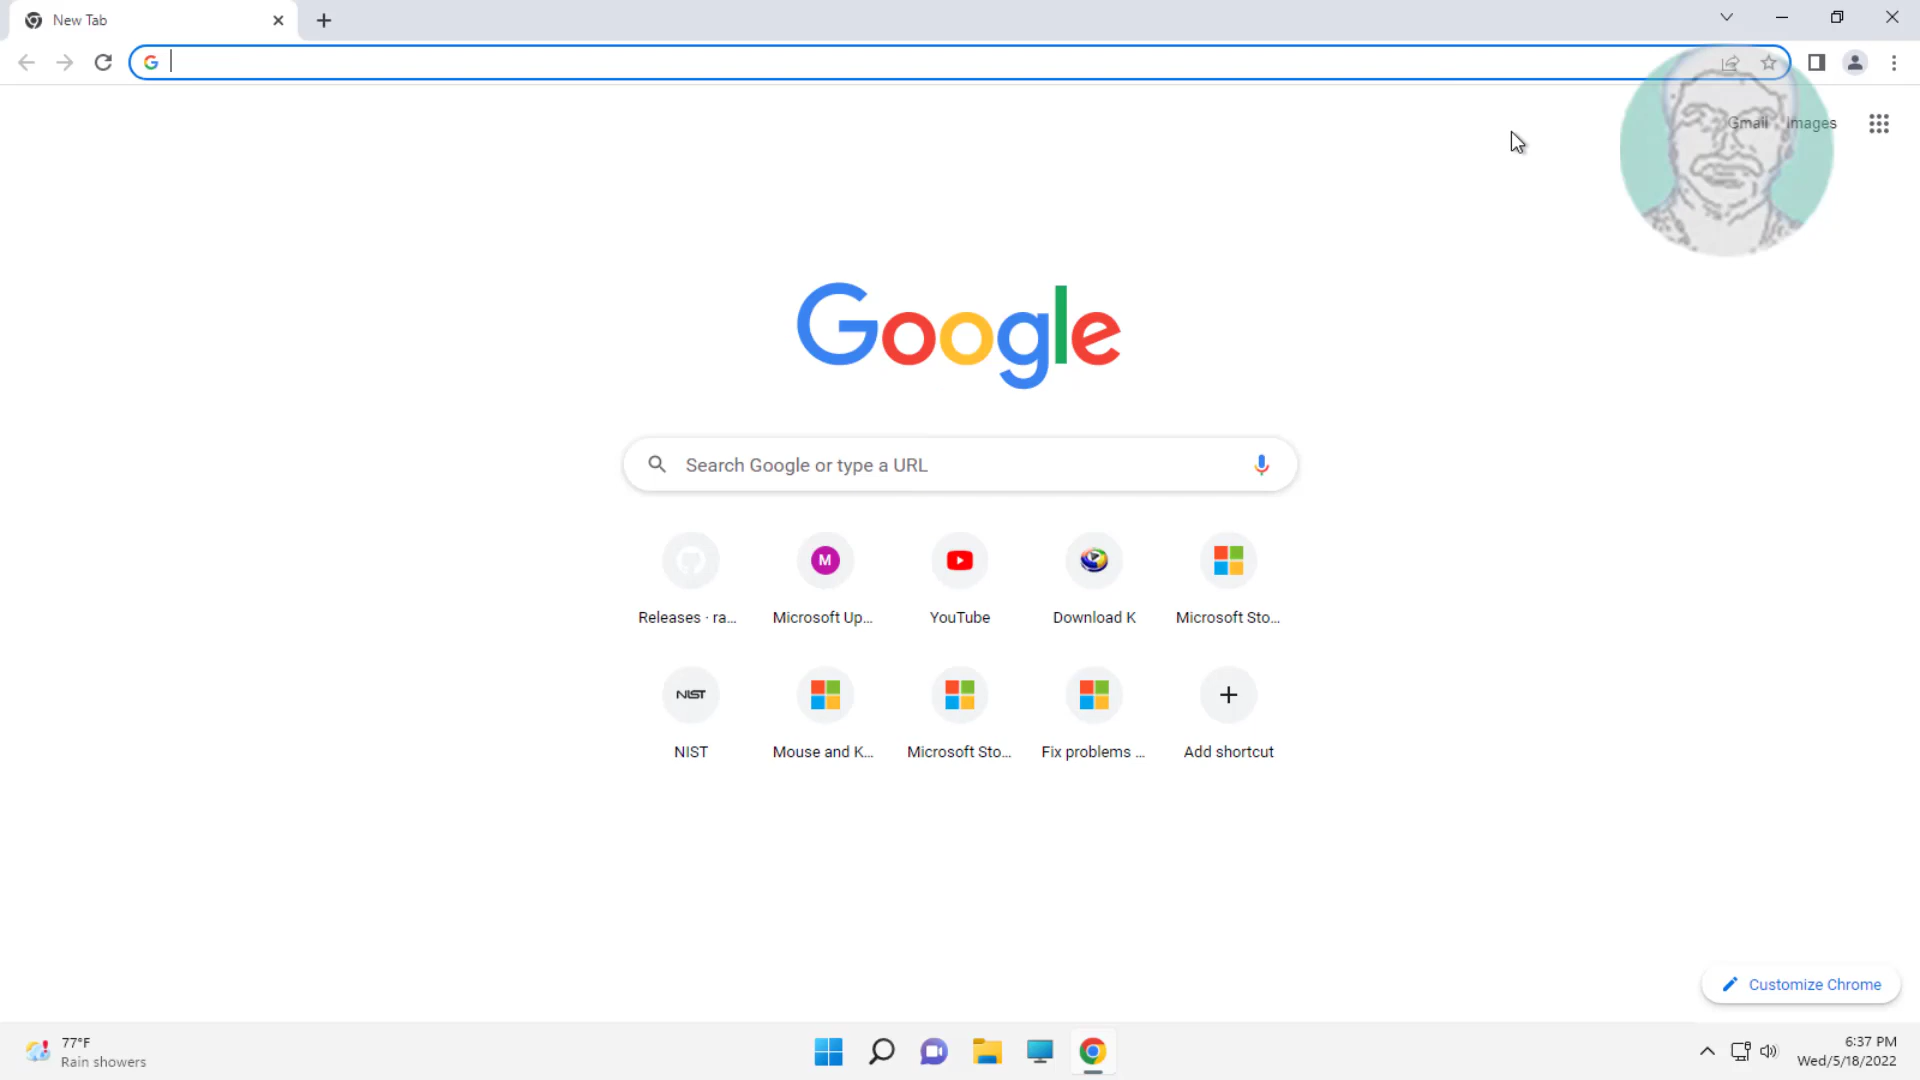 New Tab
Gmail Images
Google
Search Google or type a URL
M
Releases · ra...
Microsoft Up...
YouTube
Download K
Microsoft Sto...
NIST
NIST
Mouse and K...
Microsoft Sto...
Fix problems ...
Add shortcut
Customize Chrome
77°F
Rain showers
6:37 PM
Wed/5/18/2022